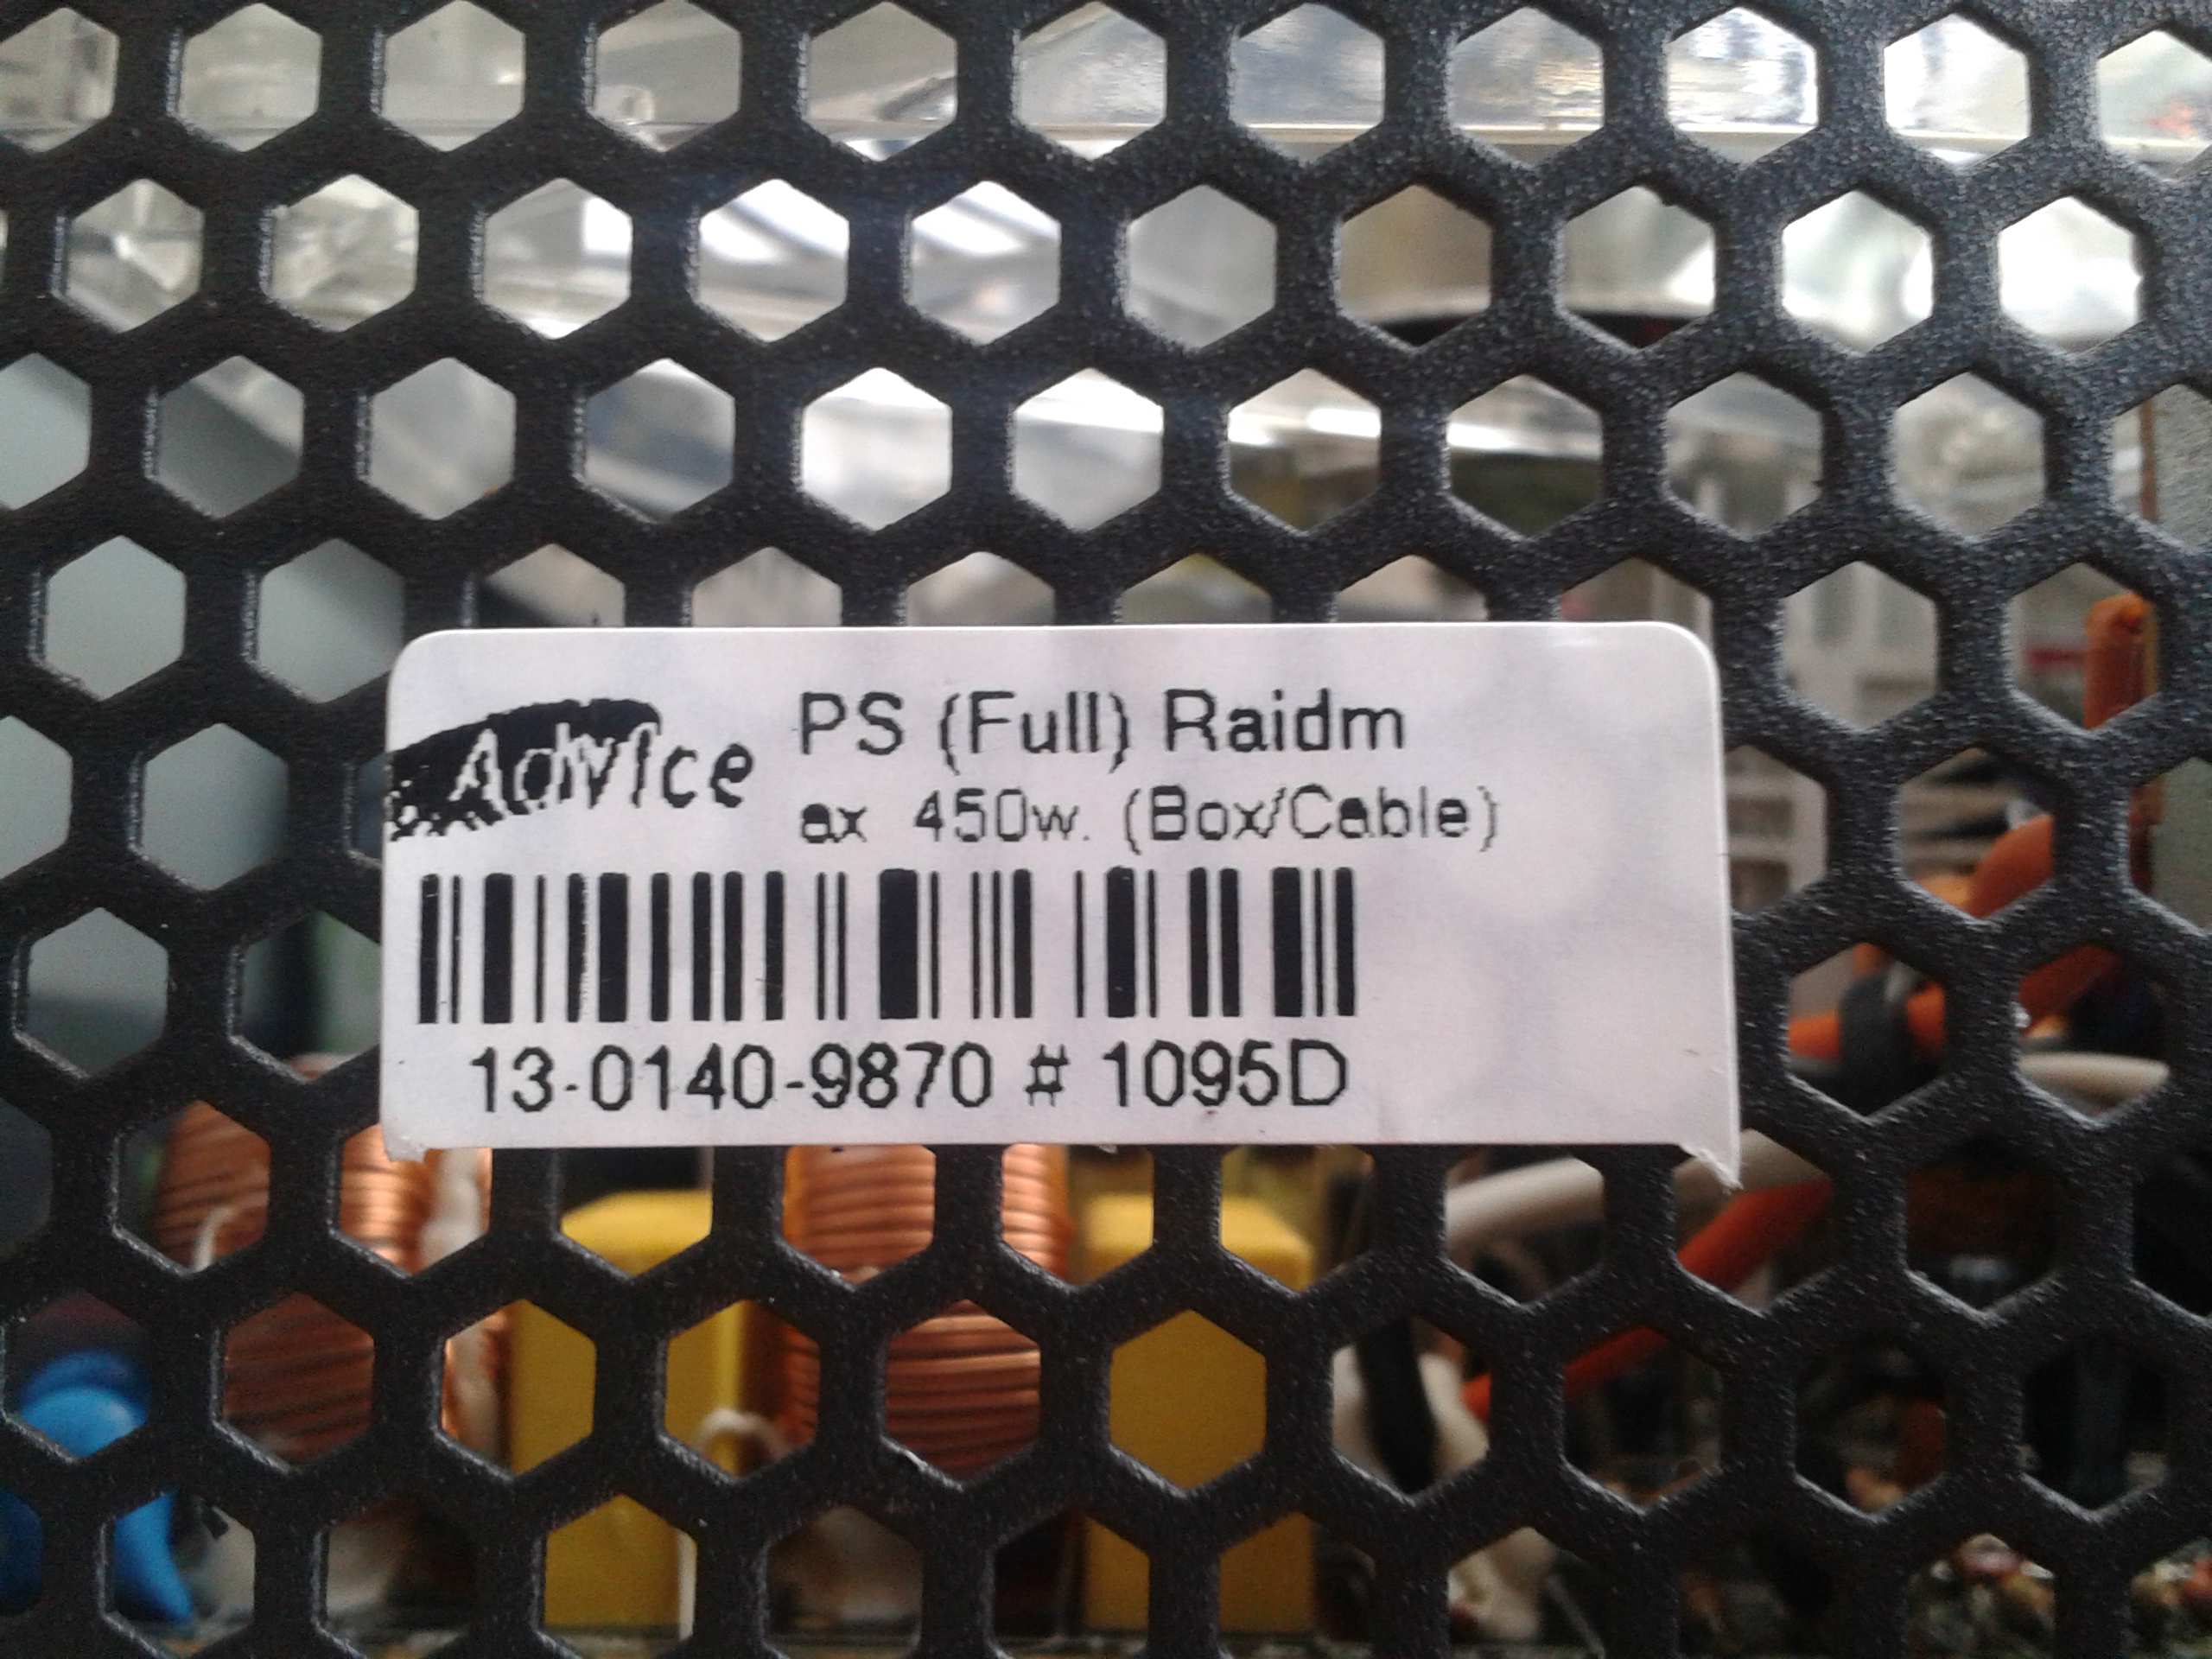 Advice
PS (Full) Raidm
ax 450w. (Box/Cable)
13-0140-9870 # 1095D